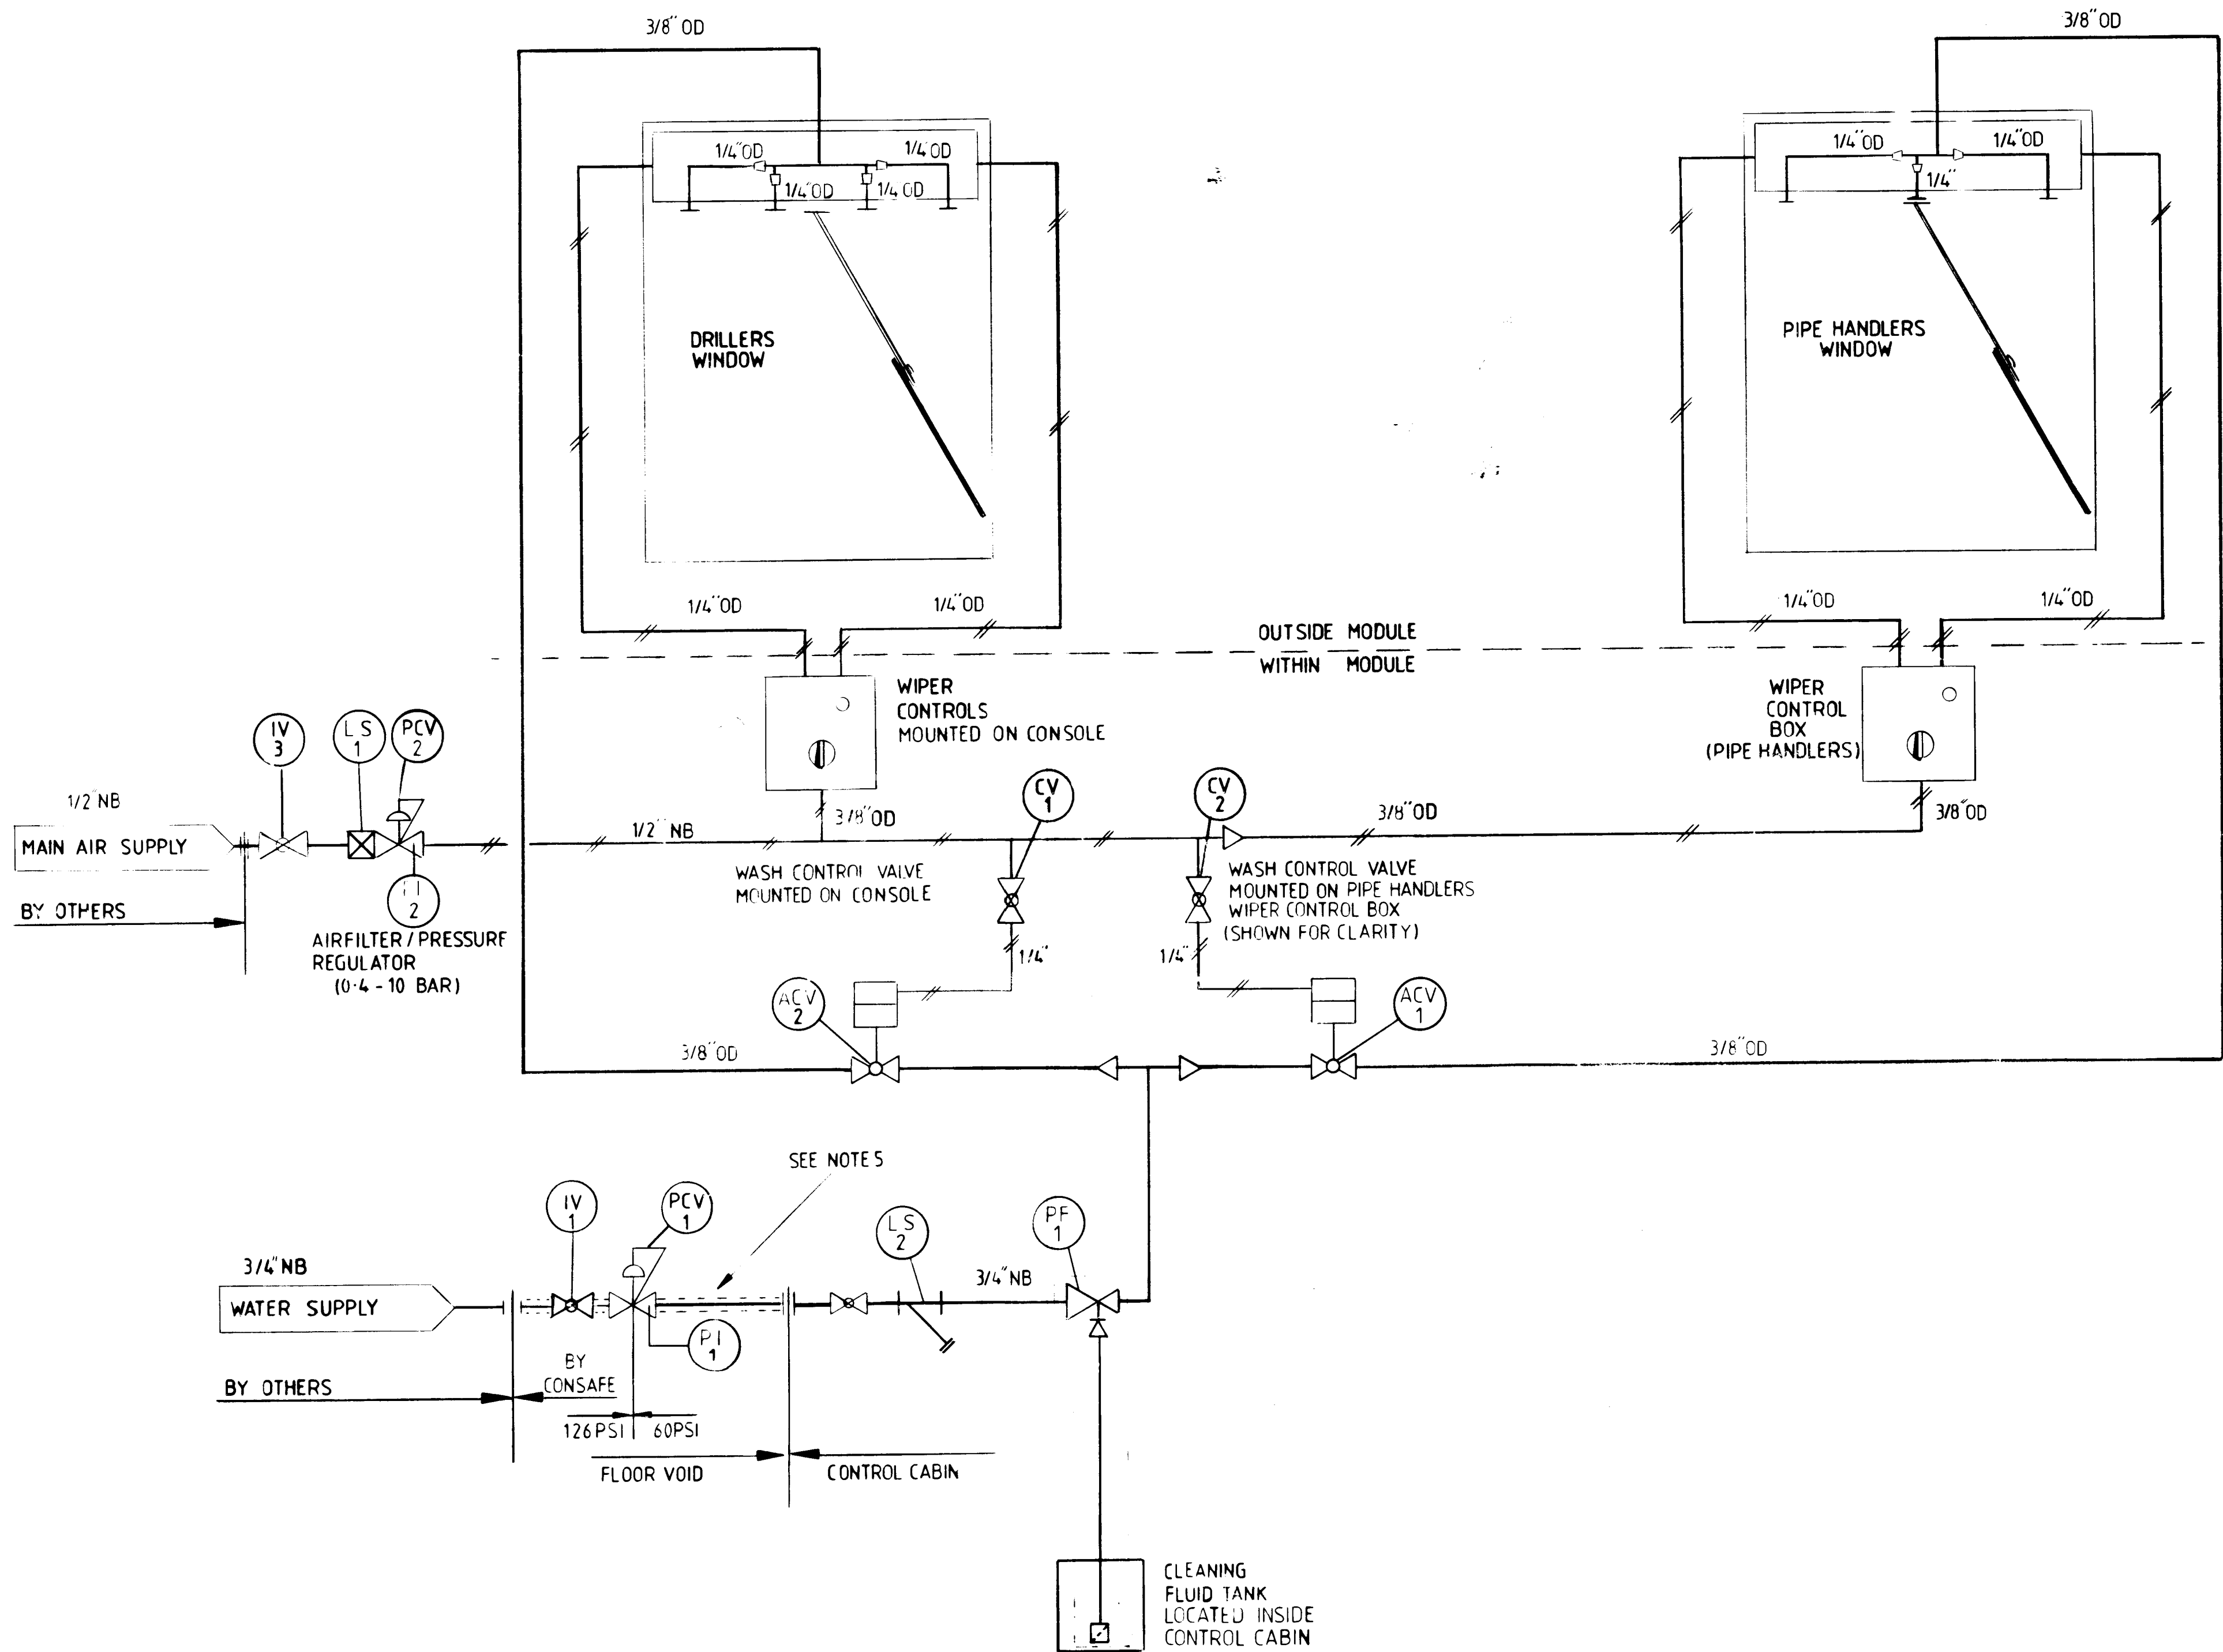 3/8"OD
3/8"OD
1/4"OD
1/4"OD
1/4"OD
1/4"OD
1/4"OD
1/4"OD
1/4"
DRILLERS
WINDOW
PIPE HANDLERS
WINDOW
1/4"OD
1/4"OD
1/4"OD
1/4"OD
OUTSIDE MODULE
WITHIN MODULE
WIPER
CONTROLS
MOUNTED ON CONSOLE
WIPER
CONTROL
BOX
(PIPE HANDLERS)
IV
3
LS
1
PCV
2
CV
1
CV
2
1/2"NB
MAIN AIR SUPPLY
1/2"NB
3/8"OD
3/8"OD
3/8"OD
2
BY OTHERS
AIRFILTER/PRESSURE
REGULATOR
(0·4-10 BAR)
WASH CONTROL VALVE
MOUNTED ON CONSOLE
WASH CONTROL VALVE
MOUNTED ON PIPE HANDLERS
WIPER CONTROL BOX
(SHOWN FOR CLARITY)
1/4"
1/4"
ACV
2
ACV
1
3/8"OD
3/8"OD
SEE NOTE 5
IV
1
PCV
1
LS
2
PF
1
3/4"NB
WATER SUPPLY
3/4"NB
PI
1
BY OTHERS
BY
CONSAFE
126PSI
60PSI
FLOOR VOID
CONTROL CABIN
CLEANING
FLUID TANK
LOCATED INSIDE
CONTROL CABIN